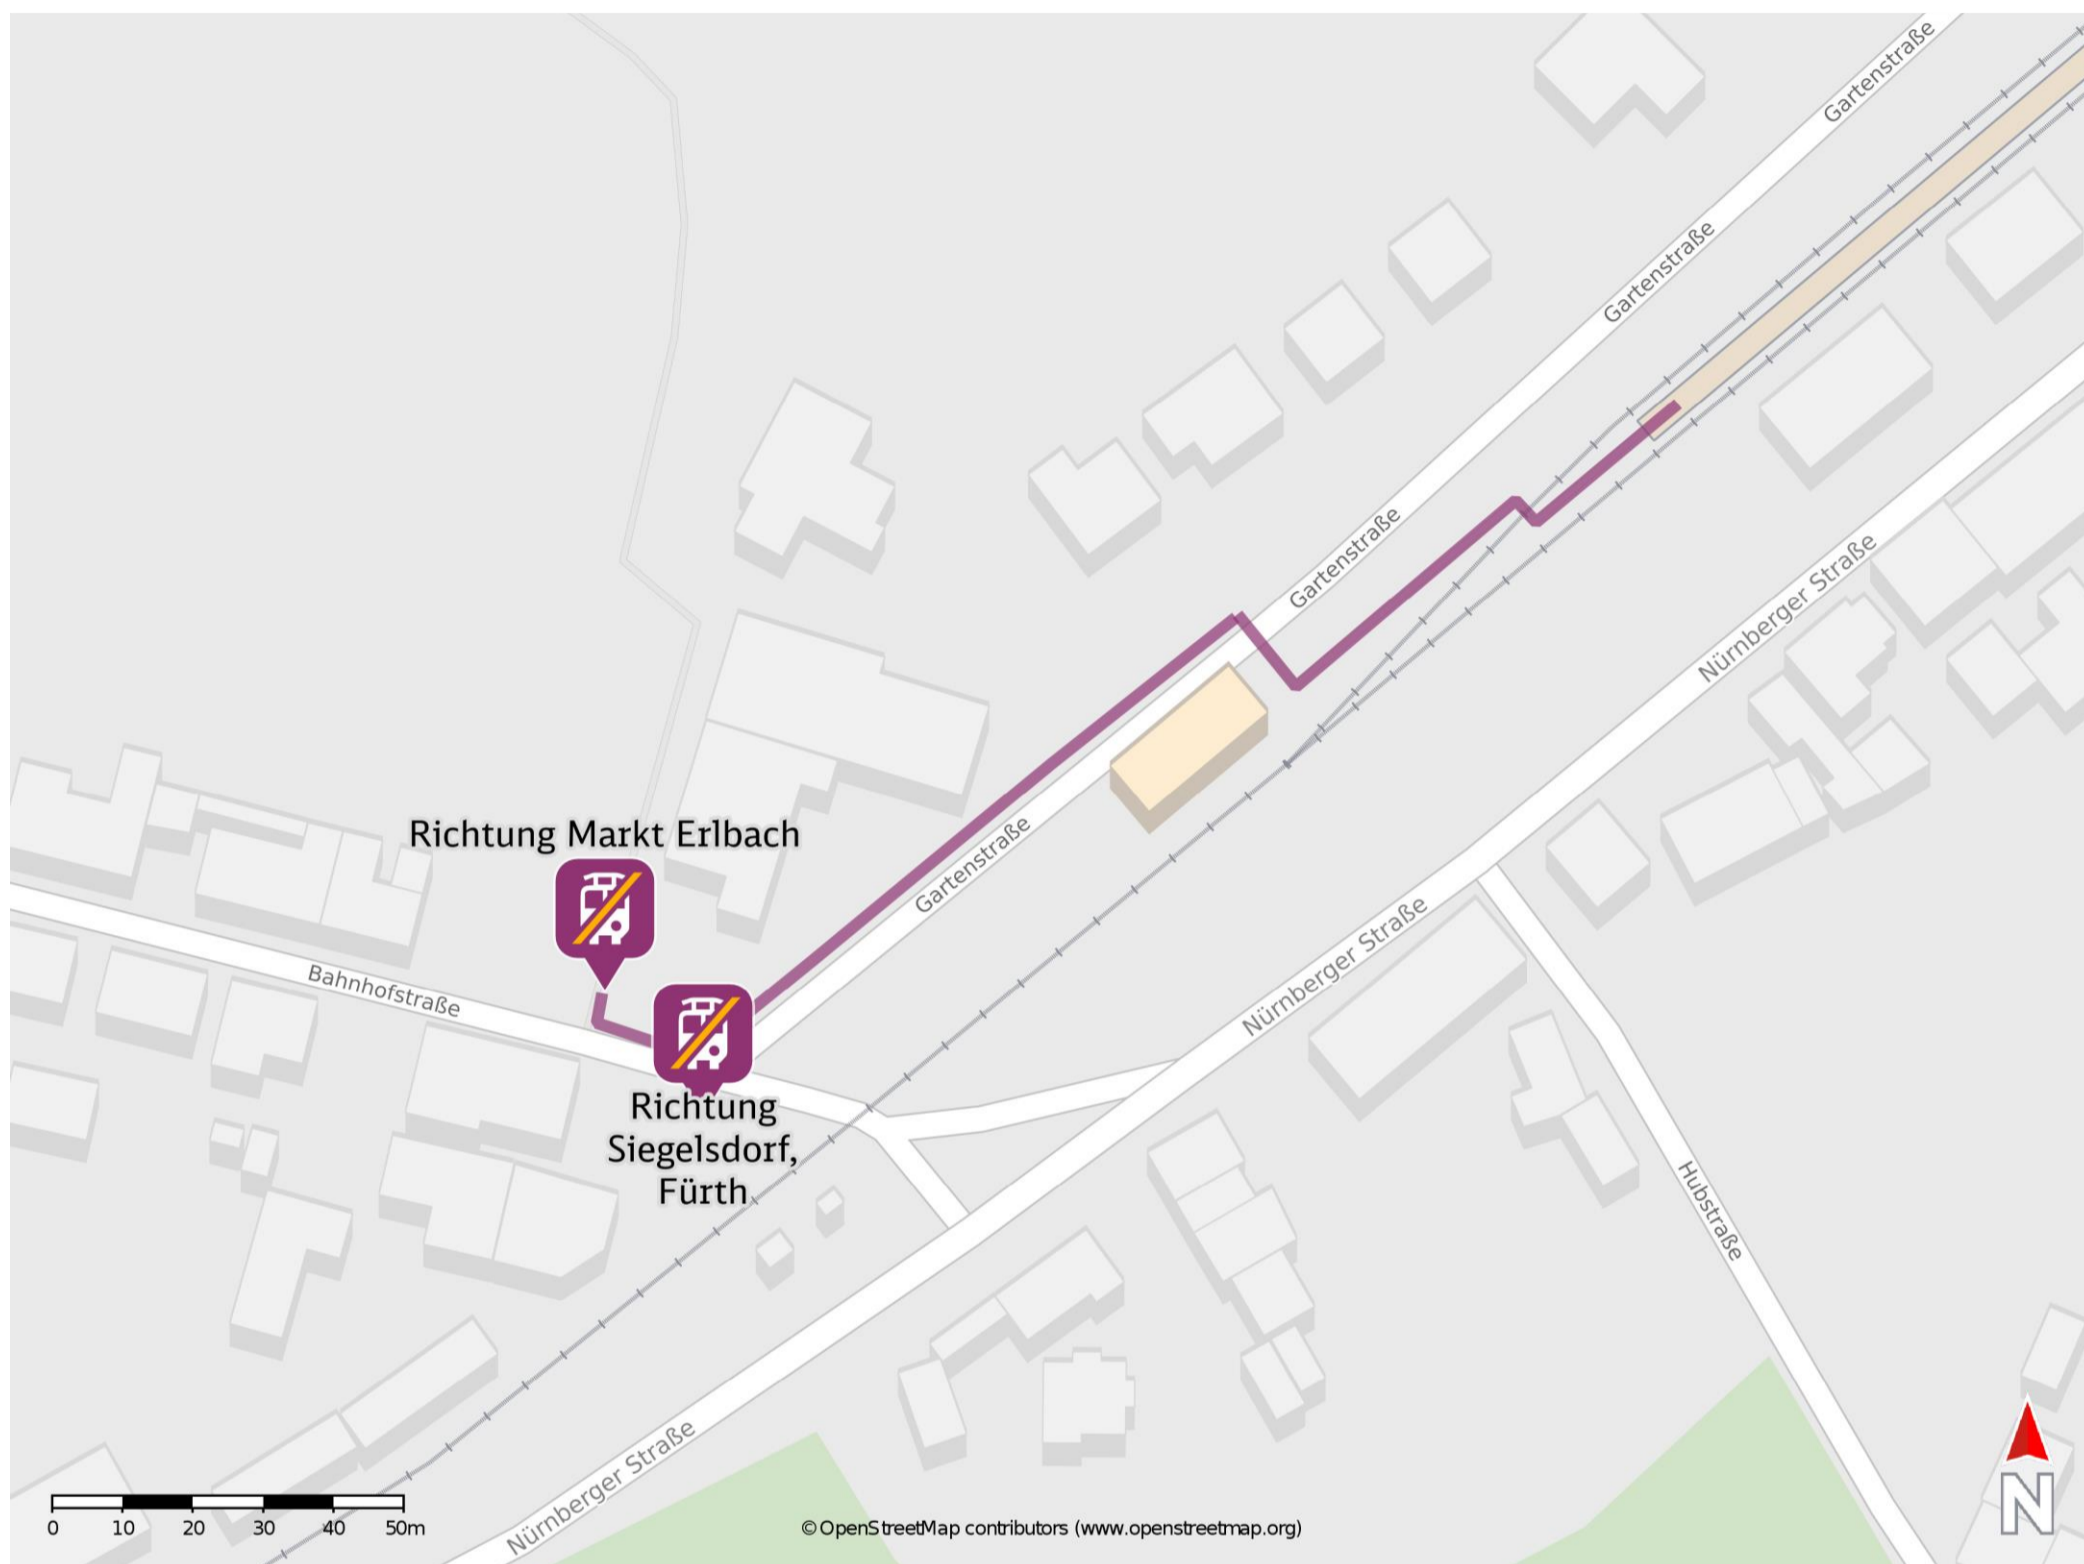 Gartenstraße
Gartenstraße
Gartenstraße
Nürnberger Straße
Richtung Markt Erlbach
Gartenstraße
Bahnhofstraße
Nürnberger Straße
Richtung
Siegelsdorf,
Fürth
Hubstraße
Nürnberger Straße
0 10 20 30 40 50m
© OpenStreetMap contributors (www.openstreetmap.org)
N